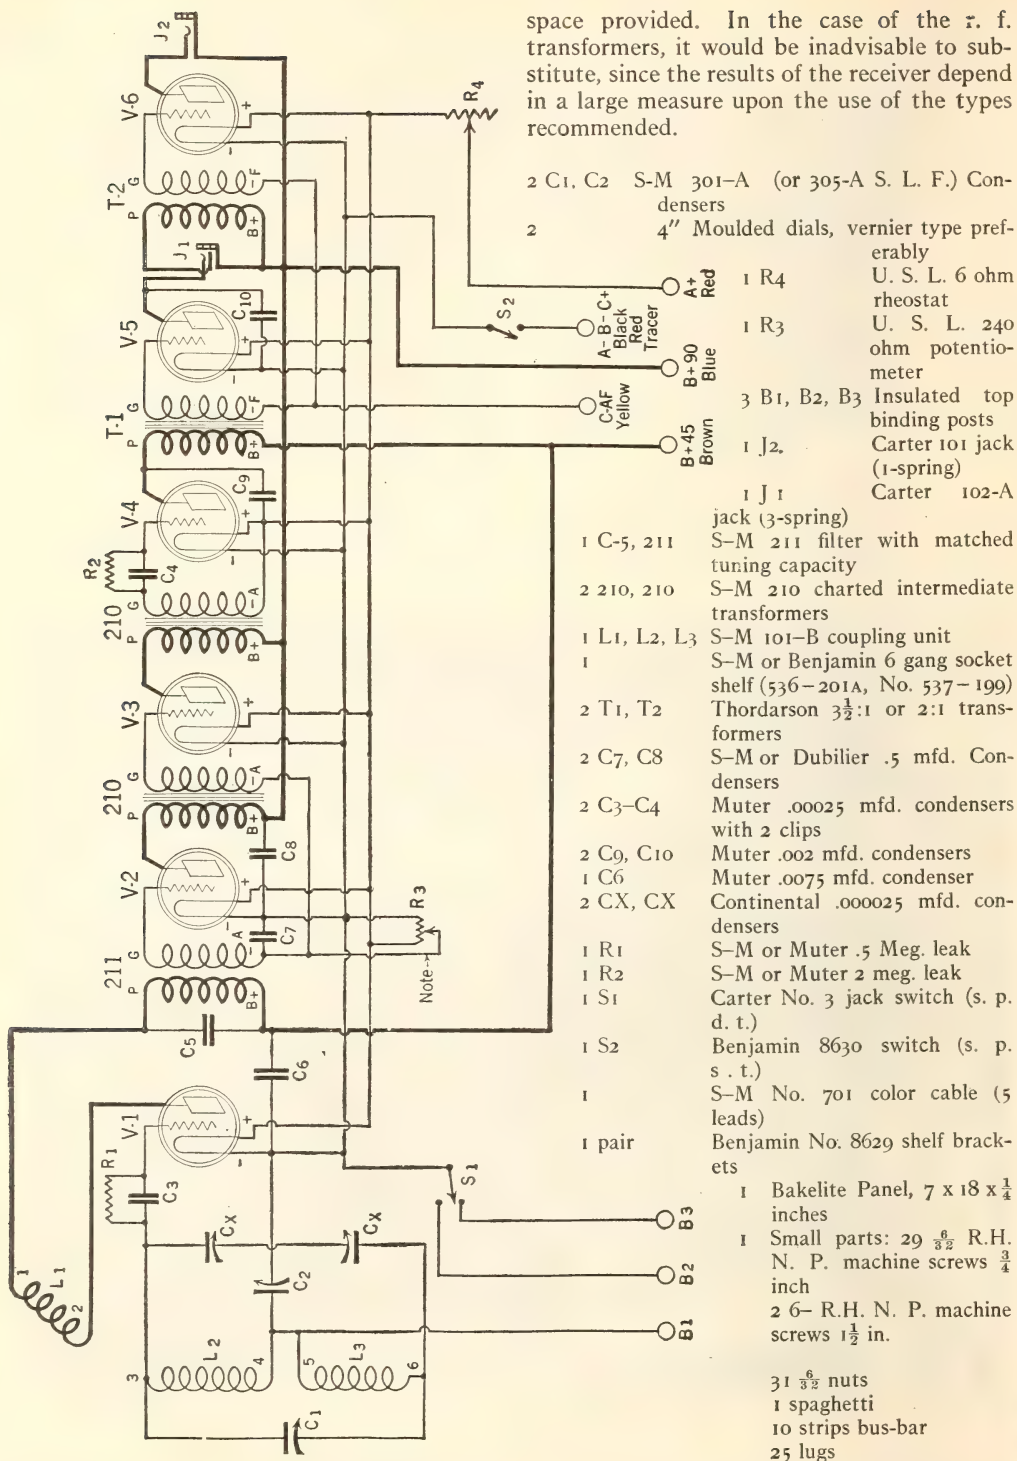 space provided. In the case of the r. f.
transformers, it would be inadvisable to sub-
stitute, since the results of the receiver depend
in a large measure upon the use of the types
recommended.
2 C1, C2 S-M 301-A (or 305-A S. L. F.) Con-
densers
2 4" Moulded dials, vernier type pref-
erably
1 R4 U. S. L. 6 ohm
rheostat
1 R3 U. S. L. 240
ohm potentio-
meter
3 B1, B2, B3 Insulated top
binding posts
1 J2. Carter 101 jack
(1-spring)
1 J 1 Carter 102-A
jack (3-spring)
1 C-5, 211 S-M 211 filter with matched
tuning capacity
2 210, 210 S-M 210 charted intermediate
transformers
1 L1, L2, L3 S-M 101-B coupling unit
1 S-M or Benjamin 6 gang socket
shelf (536-201A, No. 537-199)
2 T1, T2 Thordarson 3½:1 or 2:1 trans-
formers
2 C7, C8 S-M or Dubilier .5 mfd. Con-
densers
2 C3-C4 Muter .00025 mfd. condensers
with 2 clips
2 C9, C10 Muter .002 mfd. condensers
1 C6 Muter .0075 mfd. condenser
2 CX, CX Continental .000025 mfd. con-
densers
1 R1 S-M or Muter .5 Meg. leak
1 R2 S-M or Muter 2 meg. leak
1 S1 Carter No. 3 jack switch (s. p.
d. t.)
1 S2 Benjamin 8630 switch (s. p.
s . t.)
1 S-M No. 701 color cable (5
leads)
1 pair Benjamin No. 8629 shelf brack-
ets
1 Bakelite Panel, 7 x 18 x ¼
inches
1 Small parts: 29 6/32 R.H.
N. P. machine screws ¾
inch
2 6- R.H. N. P. machine
screws 1½ in.
31 6/32 nuts
1 spaghetti
10 strips bus-bar
25 lugs
1
L1
2
3
L2
4
5
L3
6
C1
C2
CX
CX
R1
C3
V-1
- +
C6
C5
S1
B1
B2
B3
211
P
B+
G
-A
C7
V-2
- +
C8
R3
Note
210
P
B+
G
-A
V-3
- +
210
P
B+
G
-A
R2
C4
V-4
- +
C9
T-1
P
B+
G
-F
V-5
- +
C10
J1
T-2
P
B+
G
-F
V-6
- +
J2
R4
S2
A+
Red
A- B- C+
Black
Red
Tracer
B+90
Blue
C-AF
Yellow
B+45
Brown